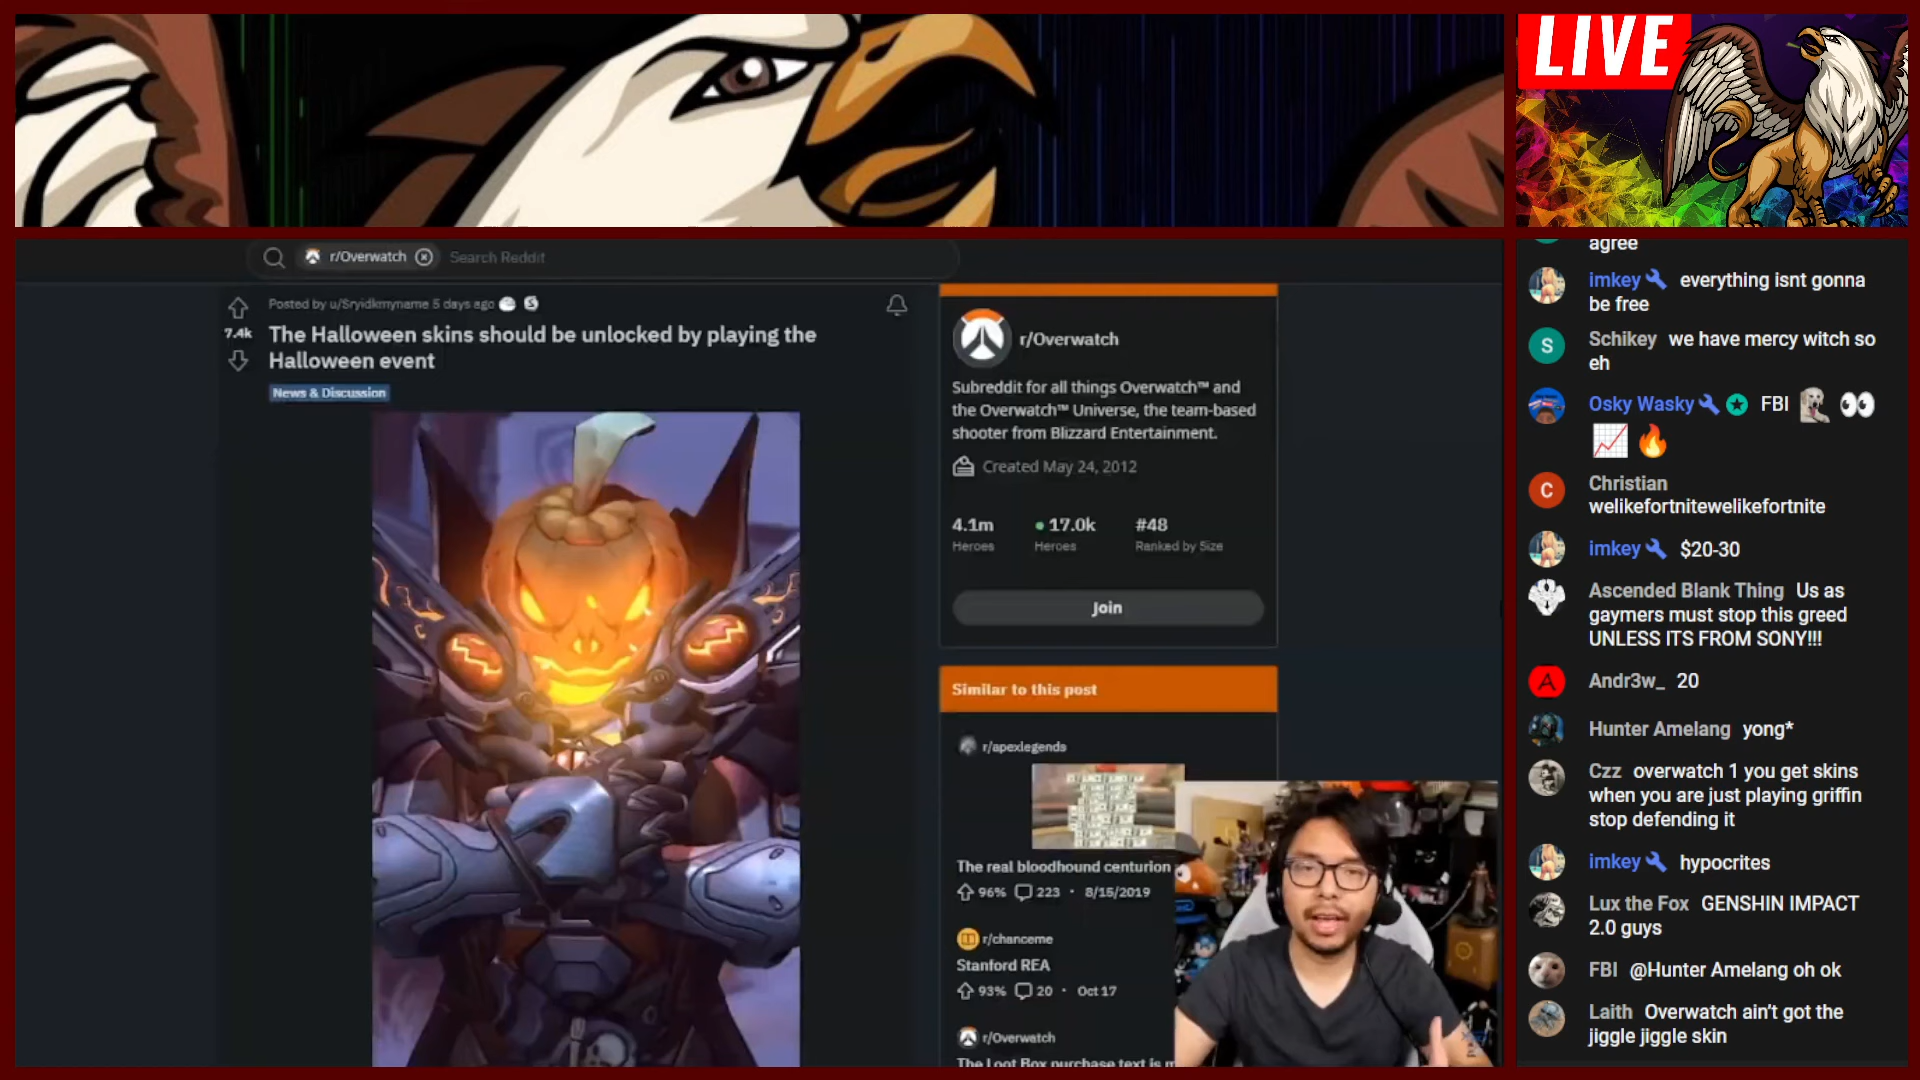 LIVE
r/Overwatch
Search Reddit
Posted by u/Sryidkmyname 5 days ago
7.4k
The Halloween skins should be unlocked by playing the
Halloween event
News & Discussion
r/Overwatch
Subreddit for all things Overwatch™ and
the Overwatch™ Universe, the team-based
shooter from Blizzard Entertainment.
Created May 24, 2012
4.1m 17.0k #48
Heroes Heroes Ranked by Size
Join
Similar to this post
r/apexlegends
The real bloodhound centurion
96% 223 · 8/15/2019
r/chanceme
Stanford REA
93% 20 · Oct 17
r/Overwatch
The Loot Box purchase text is
agree
imkey everything isnt gonna
be free
Schikey we have mercy witch so
eh
S
Osky Wasky FBI
Christian
welikefortnitewelikefortnite
C
imkey $20-30
Ascended Blank Thing Us as
gaymers must stop this greed
UNLESS ITS FROM SONY!!!
A
Andr3w_ 20
Hunter Amelang yong*
Czz overwatch 1 you get skins
when you are just playing griffin
stop defending it
imkey hypocrites
Lux the Fox GENSHIN IMPACT
2.0 guys
FBI @Hunter Amelang oh ok
Laith Overwatch ain't got the
jiggle jiggle skin